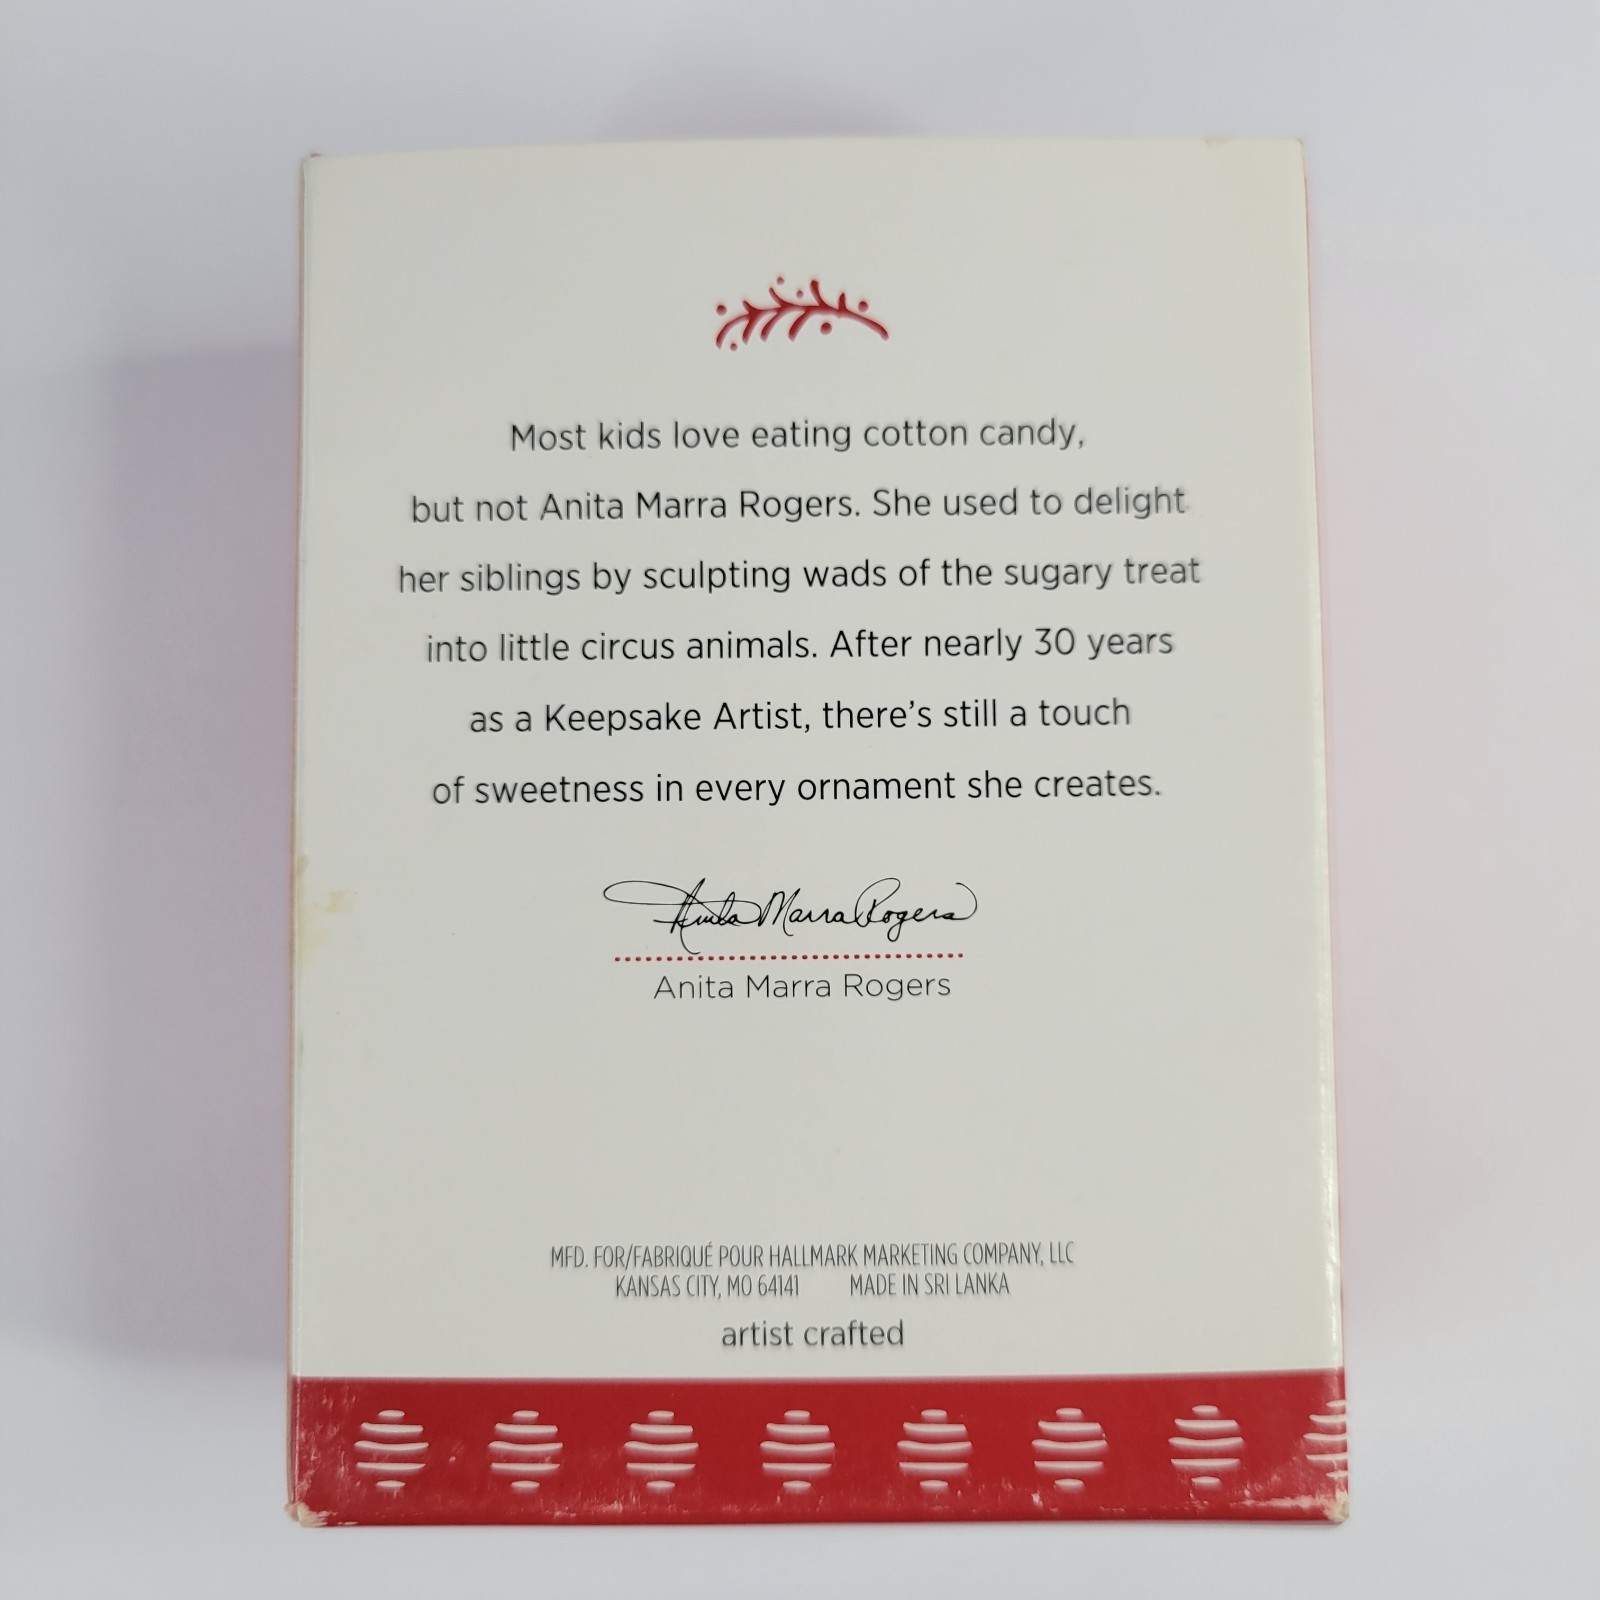 Most kids love eating cotton candy,
but not Anita Marra Rogers. She used to delight
her siblings by sculpting wads of the sugary treat
into little circus animals. After nearly 30 years
as a Keepsake Artist, there's still a touch
of sweetness in every ornament she creates.
Anita Marra Rogers
Anita Marra Rogers
MFD. FOR/FABRIQUÉ POUR HALLMARK MARKETING COMPANY, LLC
KANSAS CITY, MO 64141 MADE IN SRI LANKA
artist crafted